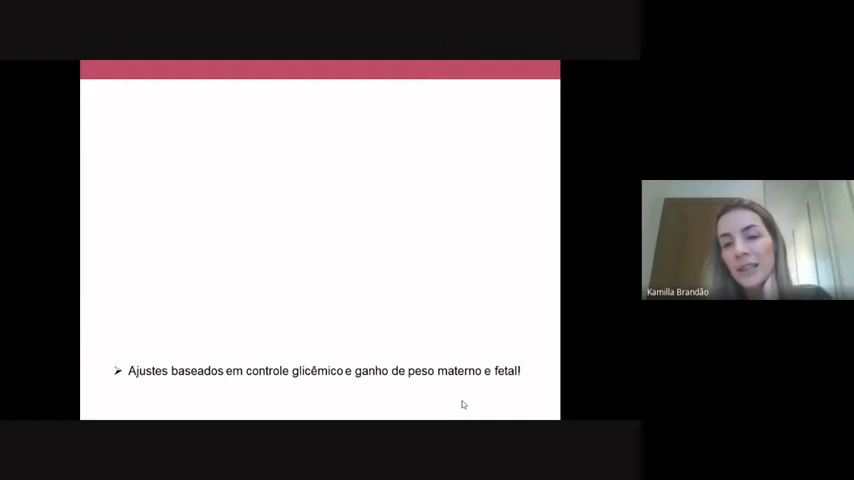 ➢ Ajustes baseados em controle glicêmico e ganho de peso materno e fetal!
Kamilla Brandão